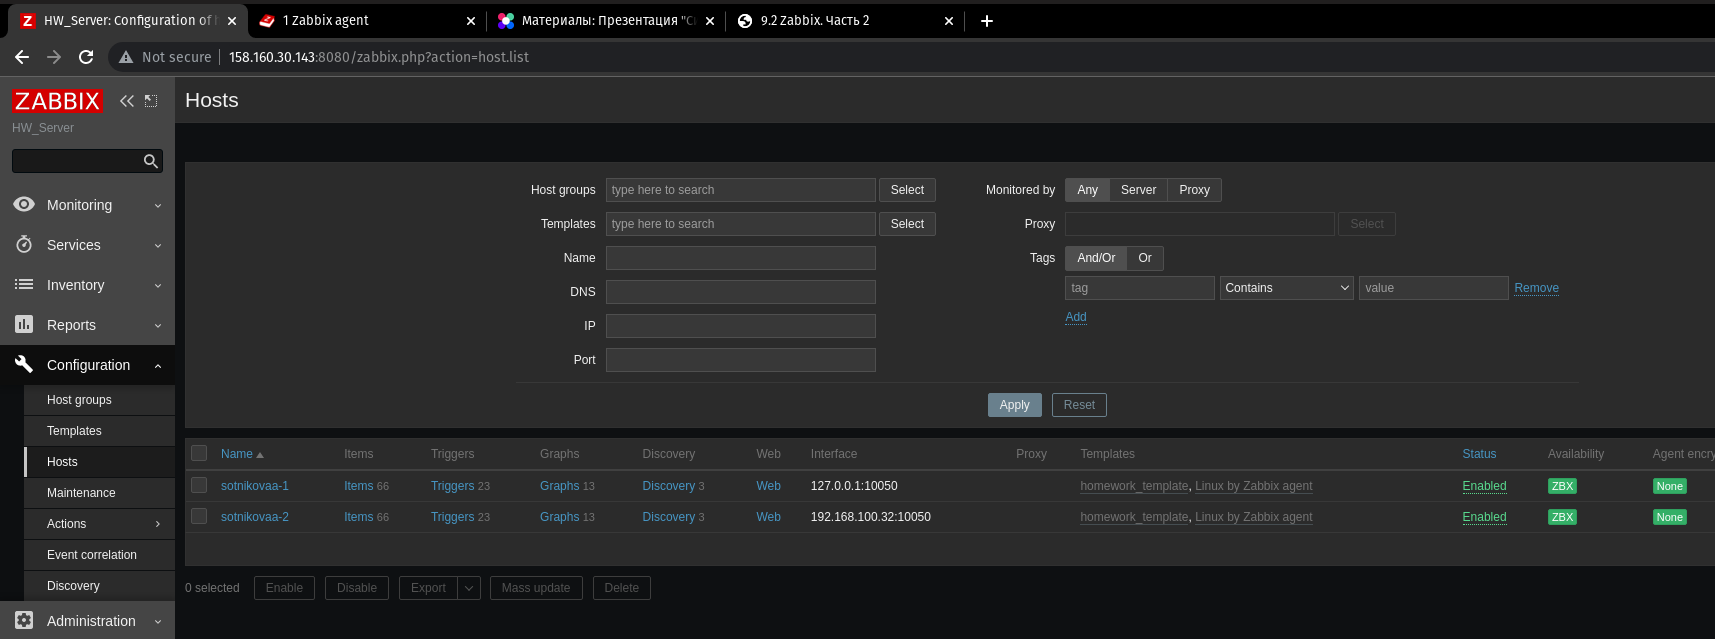 HW_Server: Configuration of h
1 Zabbix agent
Материалы: Презентация "Си
9.2 Zabbix. Часть 2
Not secure 158.160.30.143:8080/zabbix.php?action=host.list
ZABBIX
HW_Server
Monitoring
Services
Inventory
Reports
Configuration
Host groups
Templates
Hosts
Maintenance
Actions
Event correlation
Discovery
Administration
Hosts
Host groups type here to search Select
Templates type here to search Select
Name
DNS
IP
Port
Monitored by Any Server Proxy
Proxy Select
Tags And/Or Or
tag Contains value Remove
Add
Apply Reset
Name Items Triggers Graphs Discovery Web Interface Proxy Templates Status Availability Agent encry
sotnikovaa-1 Items 66 Triggers 23 Graphs 13 Discovery 3 Web 127.0.0.1:10050 homework_template, Linux by Zabbix agent Enabled ZBX None
sotnikovaa-2 Items 66 Triggers 23 Graphs 13 Discovery 3 Web 192.168.100.32:10050 homework_template, Linux by Zabbix agent Enabled ZBX None
0 selected Enable Disable Export Mass update Delete